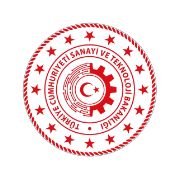 TÜRKİYE CUMHURİYETİ SANAYİ VE TEKNOLOJİ BAKANLIĞI